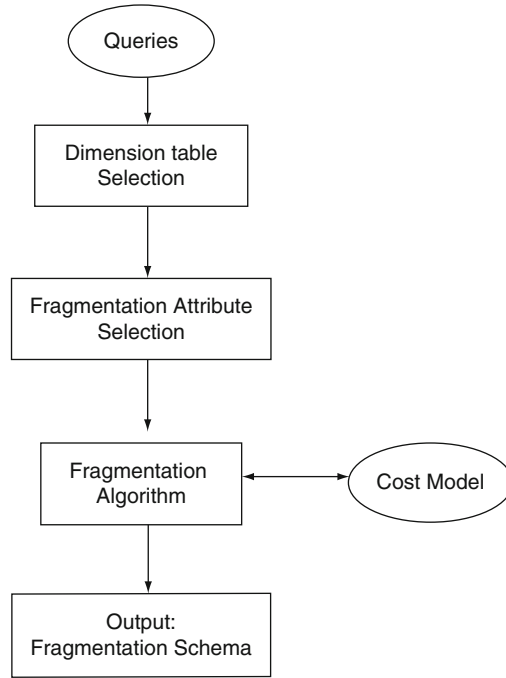 Queries
Dimension table
Selection
Fragmentation Attribute
Selection
Fragmentation
Algorithm
Cost Model
Output:
Fragmentation Schema